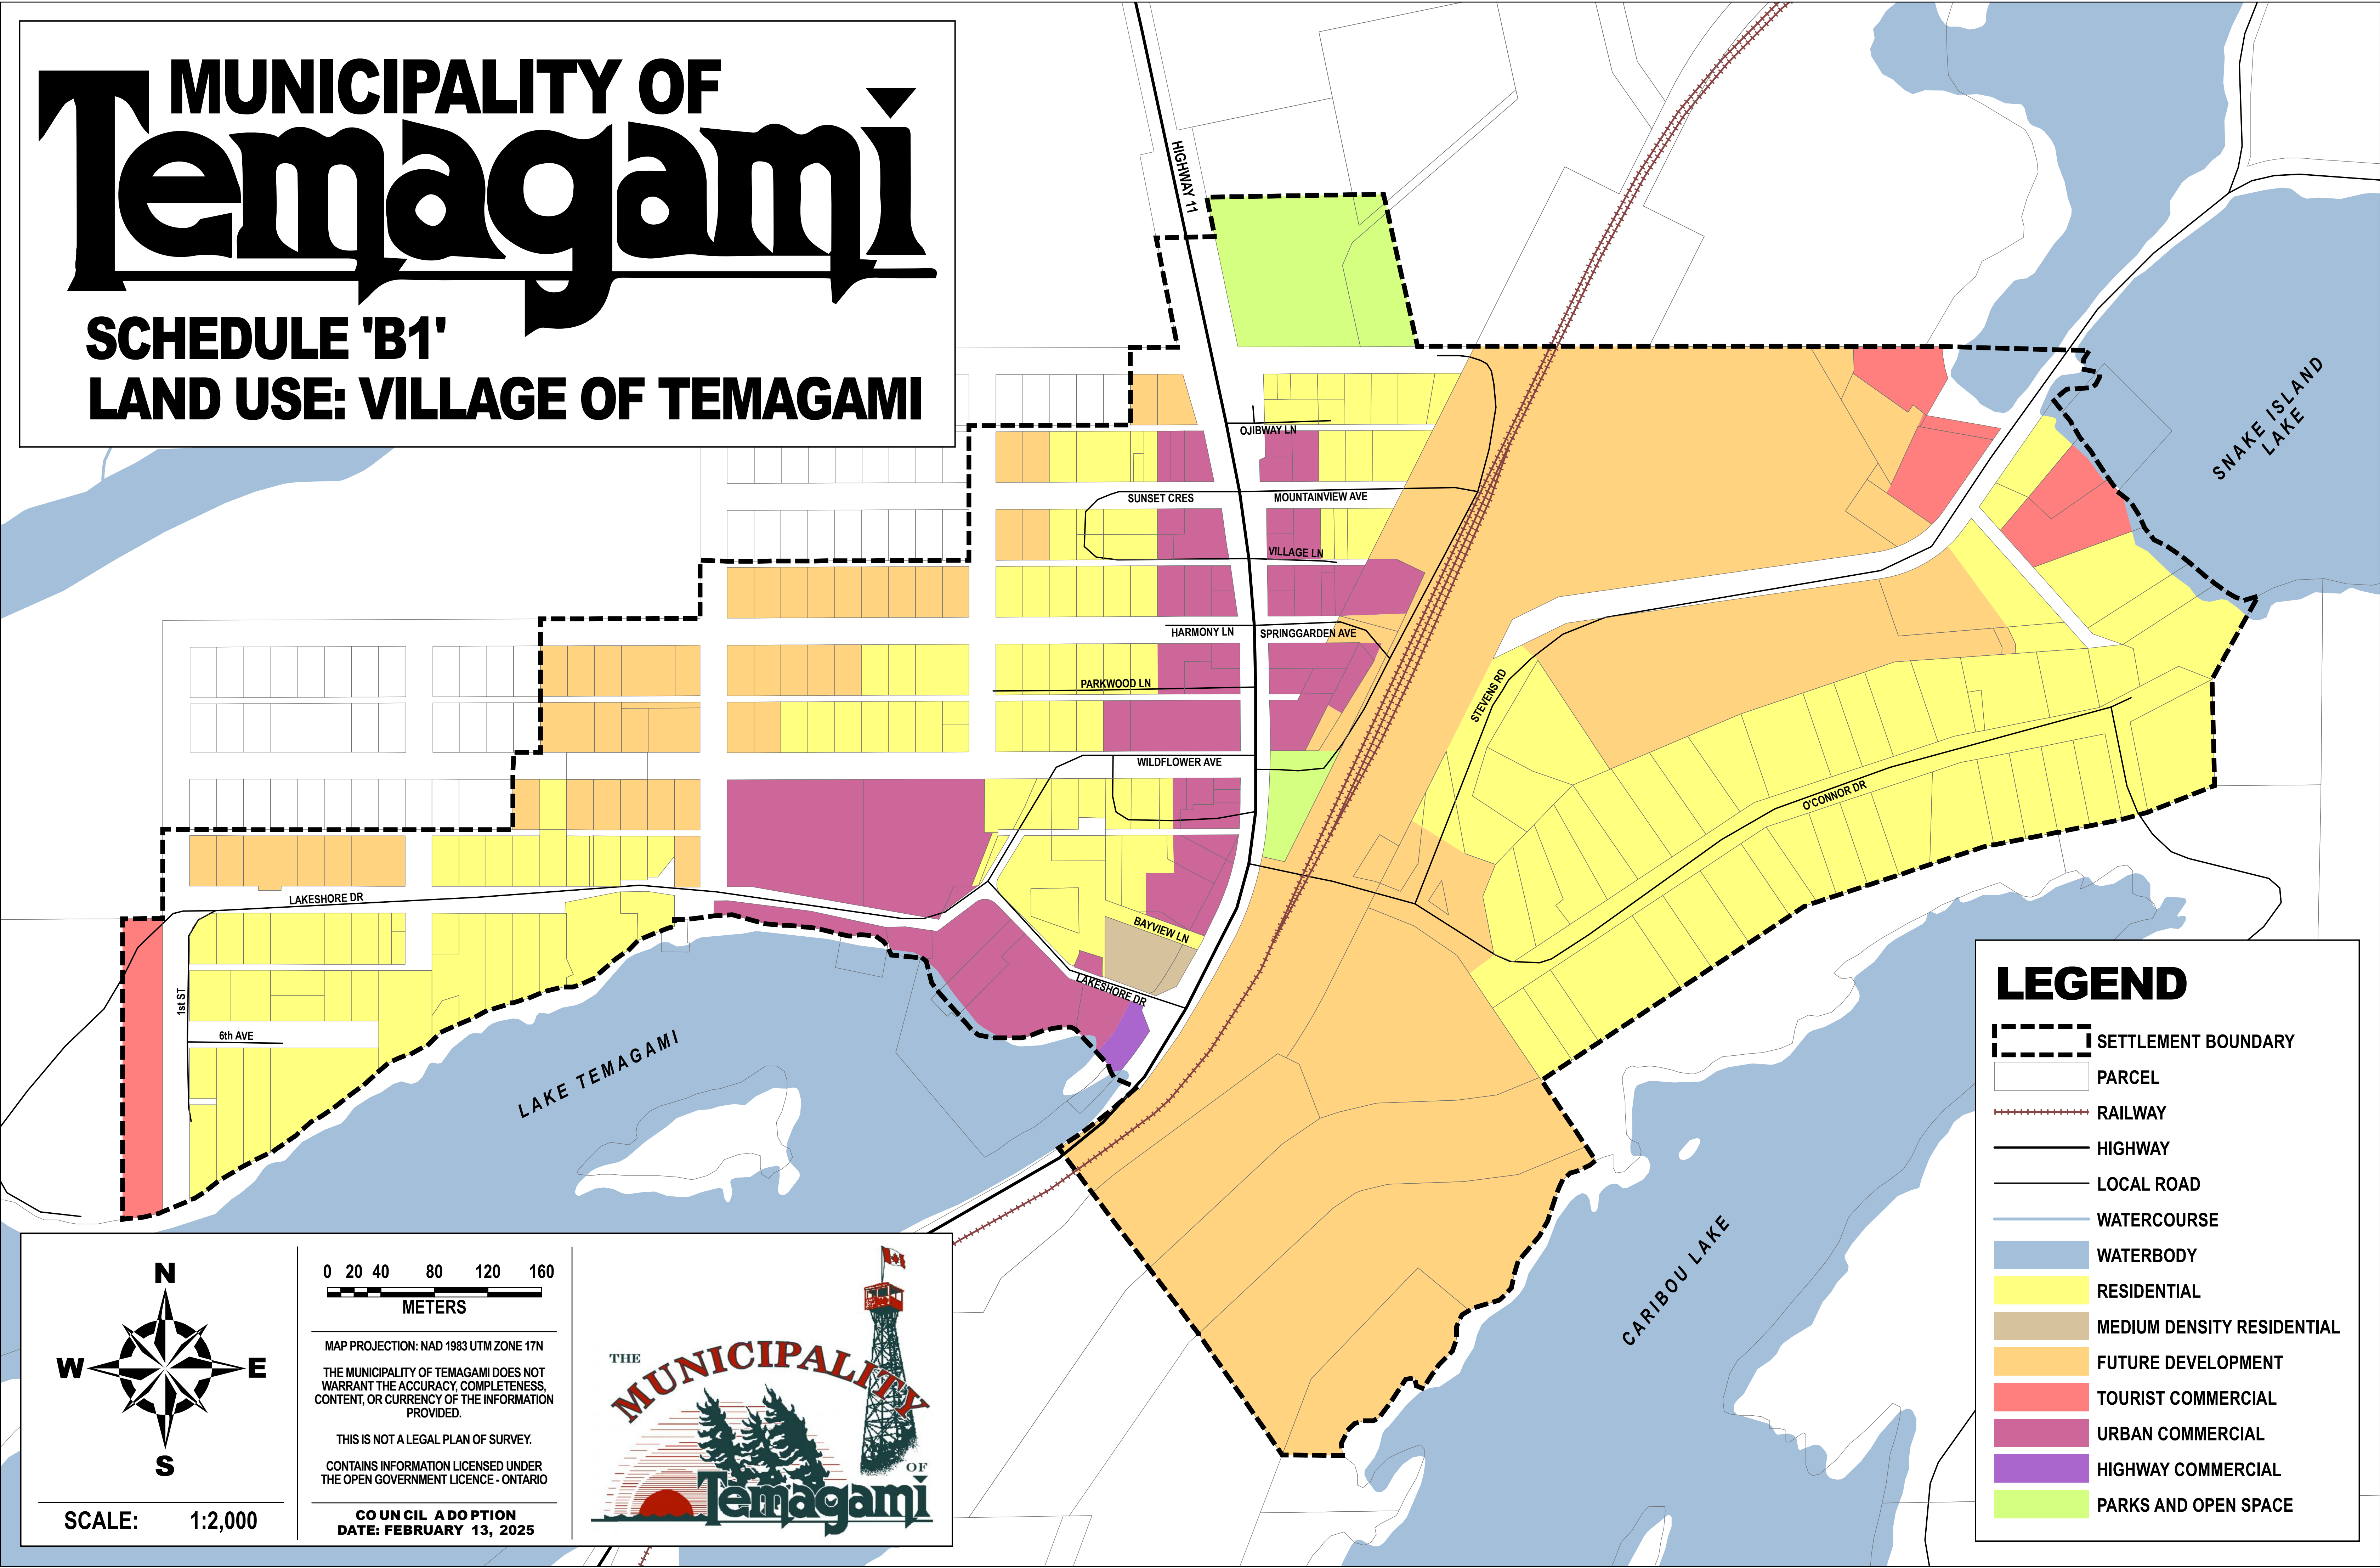 MUNICIPALITY OF
Temagami
SCHEDULE 'B1'
LAND USE: VILLAGE OF TEMAGAMI
HIGHWAY 11
OJIBWAY LN
SUNSET CRES
MOUNTAINVIEW AVE
VILLAGE LN
HARMONY LN
SPRINGGARDEN AVE
PARKWOOD LN
STEVENS RD
WILDFLOWER AVE
O'CONNOR DR
LAKESHORE DR
BAYVIEW LN
LAKESHORE DR
1st ST
6th AVE
SNAKE ISLAND
LAKE
LAKE TEMAGAMI
CARIBOU LAKE
LEGEND
SETTLEMENT BOUNDARY
PARCEL
RAILWAY
HIGHWAY
LOCAL ROAD
WATERCOURSE
WATERBODY
RESIDENTIAL
MEDIUM DENSITY RESIDENTIAL
FUTURE DEVELOPMENT
TOURIST COMMERCIAL
URBAN COMMERCIAL
HIGHWAY COMMERCIAL
PARKS AND OPEN SPACE
N
W E
S
SCALE: 1:2,000
0 20 40 80 120 160
METERS
MAP PROJECTION: NAD 1983 UTM ZONE 17N
THE MUNICIPALITY OF TEMAGAMI DOES NOT
WARRANT THE ACCURACY, COMPLETENESS,
CONTENT, OR CURRENCY OF THE INFORMATION
PROVIDED.
THIS IS NOT A LEGAL PLAN OF SURVEY.
CONTAINS INFORMATION LICENSED UNDER
THE OPEN GOVERNMENT LICENCE - ONTARIO
COUNCIL ADOPTION
DATE: FEBRUARY 13, 2025
THE
MUNICIPALITY
OF
Temagami